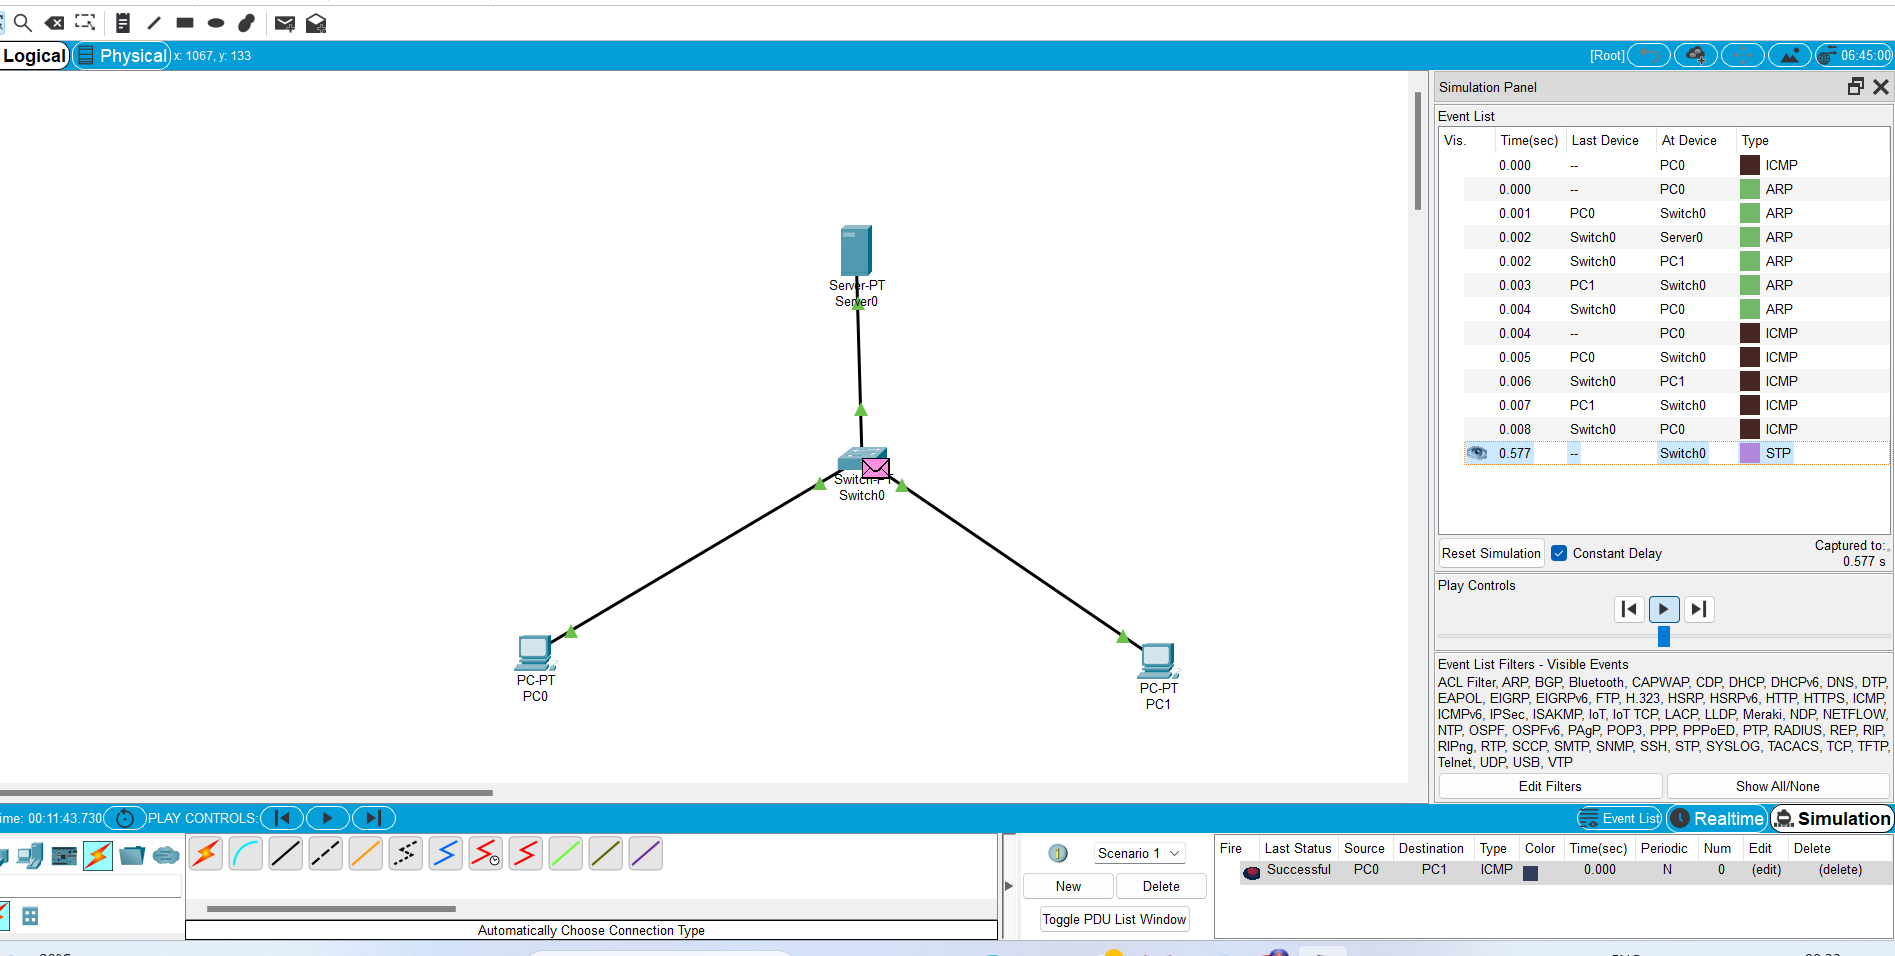 Logical Physical x: 1067, y: 133 [Root] 06:45:00
Server-PT
Server0
Switch-PT
Switch0
PC-PT
PC0
PC-PT
PC1
Simulation Panel
Event List
Vis. Time(sec) Last Device At Device Type
0.000 -- PC0 ICMP
0.000 -- PC0 ARP
0.001 PC0 Switch0 ARP
0.002 Switch0 Server0 ARP
0.002 Switch0 PC1 ARP
0.003 PC1 Switch0 ARP
0.004 Switch0 PC0 ARP
0.004 -- PC0 ICMP
0.005 PC0 Switch0 ICMP
0.006 Switch0 PC1 ICMP
0.007 PC1 Switch0 ICMP
0.008 Switch0 PC0 ICMP
0.577 -- Switch0 STP
Reset Simulation Constant Delay Captured to:
0.577 s
Play Controls
Event List Filters - Visible Events
ACL Filter, ARP, BGP, Bluetooth, CAPWAP, CDP, DHCP, DHCPv6, DNS, DTP,
EAPOL, EIGRP, EIGRPv6, FTP, H.323, HSRP, HSRPv6, HTTP, HTTPS, ICMP,
ICMPv6, IPSec, ISAKMP, IoT, IoT TCP, LACP, LLDP, Meraki, NDP, NETFLOW,
NTP, OSPF, OSPFv6, PAgP, POP3, PPP, PPPoED, PTP, RADIUS, REP, RIP,
RIPng, RTP, SCCP, SMTP, SNMP, SSH, STP, SYSLOG, TACACS, TCP, TFTP,
Telnet, UDP, USB, VTP
Edit Filters Show All/None
ime: 00:11:43.730 PLAY CONTROLS: Event List Realtime Simulation
Automatically Choose Connection Type
Scenario 1
New Delete
Toggle PDU List Window
Fire Last Status Source Destination Type Color Time(sec) Periodic Num Edit Delete
Successful PC0 PC1 ICMP 0.000 N 0 (edit) (delete)